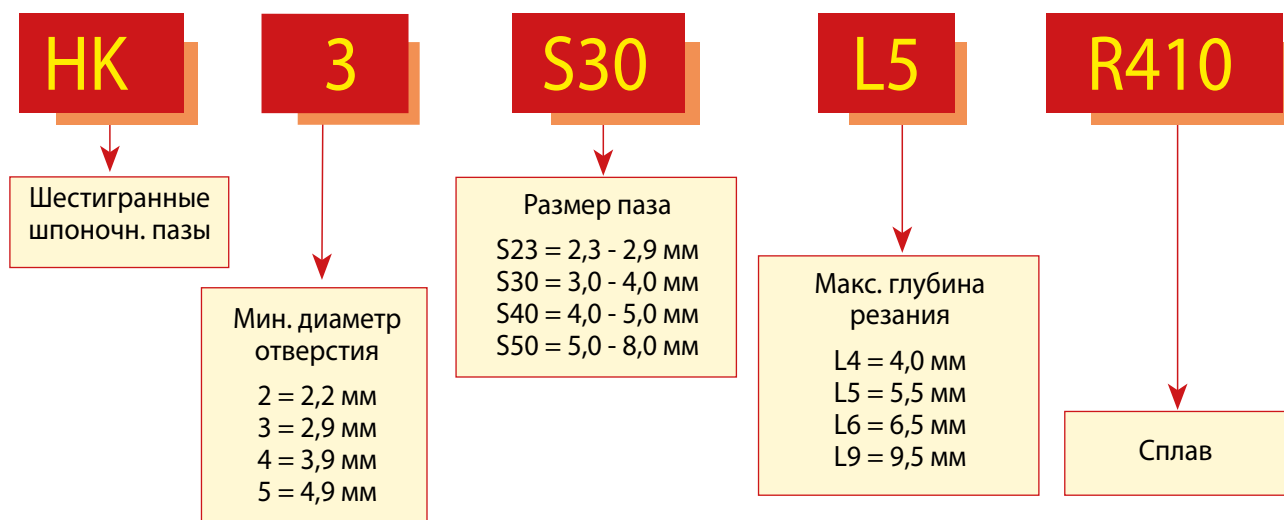 НК
3
S30
L5
R410
Шестигранные
шпоночн. пазы
Мин. диаметр
отверстия
2 = 2,2 мм
3 = 2,9 мм
4 = 3,9 мм
5 = 4,9 мм
Размер паза
S23 = 2,3 - 2,9 мм
S30 = 3,0 - 4,0 мм
S40 = 4,0 - 5,0 мм
S50 = 5,0 - 8,0 мм
Макс. глубина
резания
L4 = 4,0 мм
L5 = 5,5 мм
L6 = 6,5 мм
L9 = 9,5 мм
Сплав